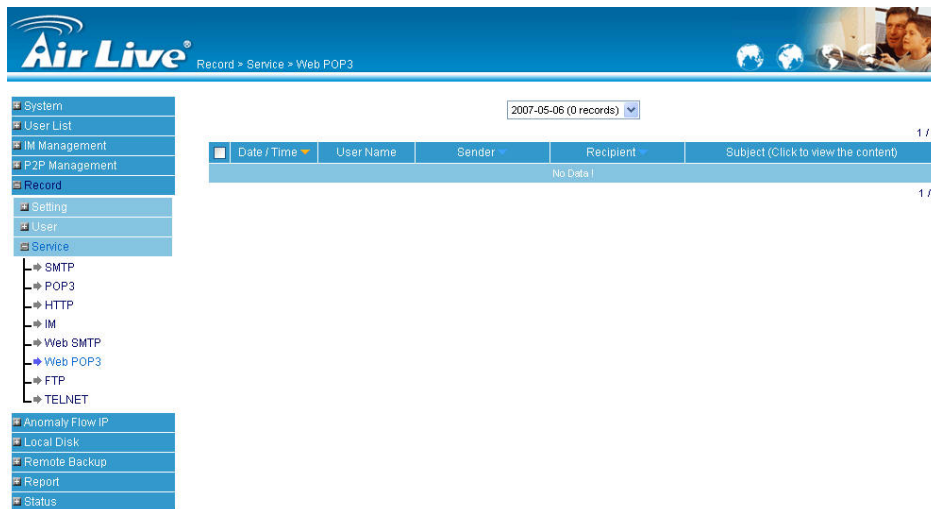 Air Live®
Record > Service > Web POP3
2007-05-06 (0 records)
1 /
Date / Time User Name Sender Recipient Subject (Click to view the content)
No Data !
1 /
System
User List
IM Management
P2P Management
Record
Setting
User
Service
SMTP
POP3
HTTP
IM
Web SMTP
Web POP3
FTP
TELNET
Anomaly Flow IP
Local Disk
Remote Backup
Report
Status